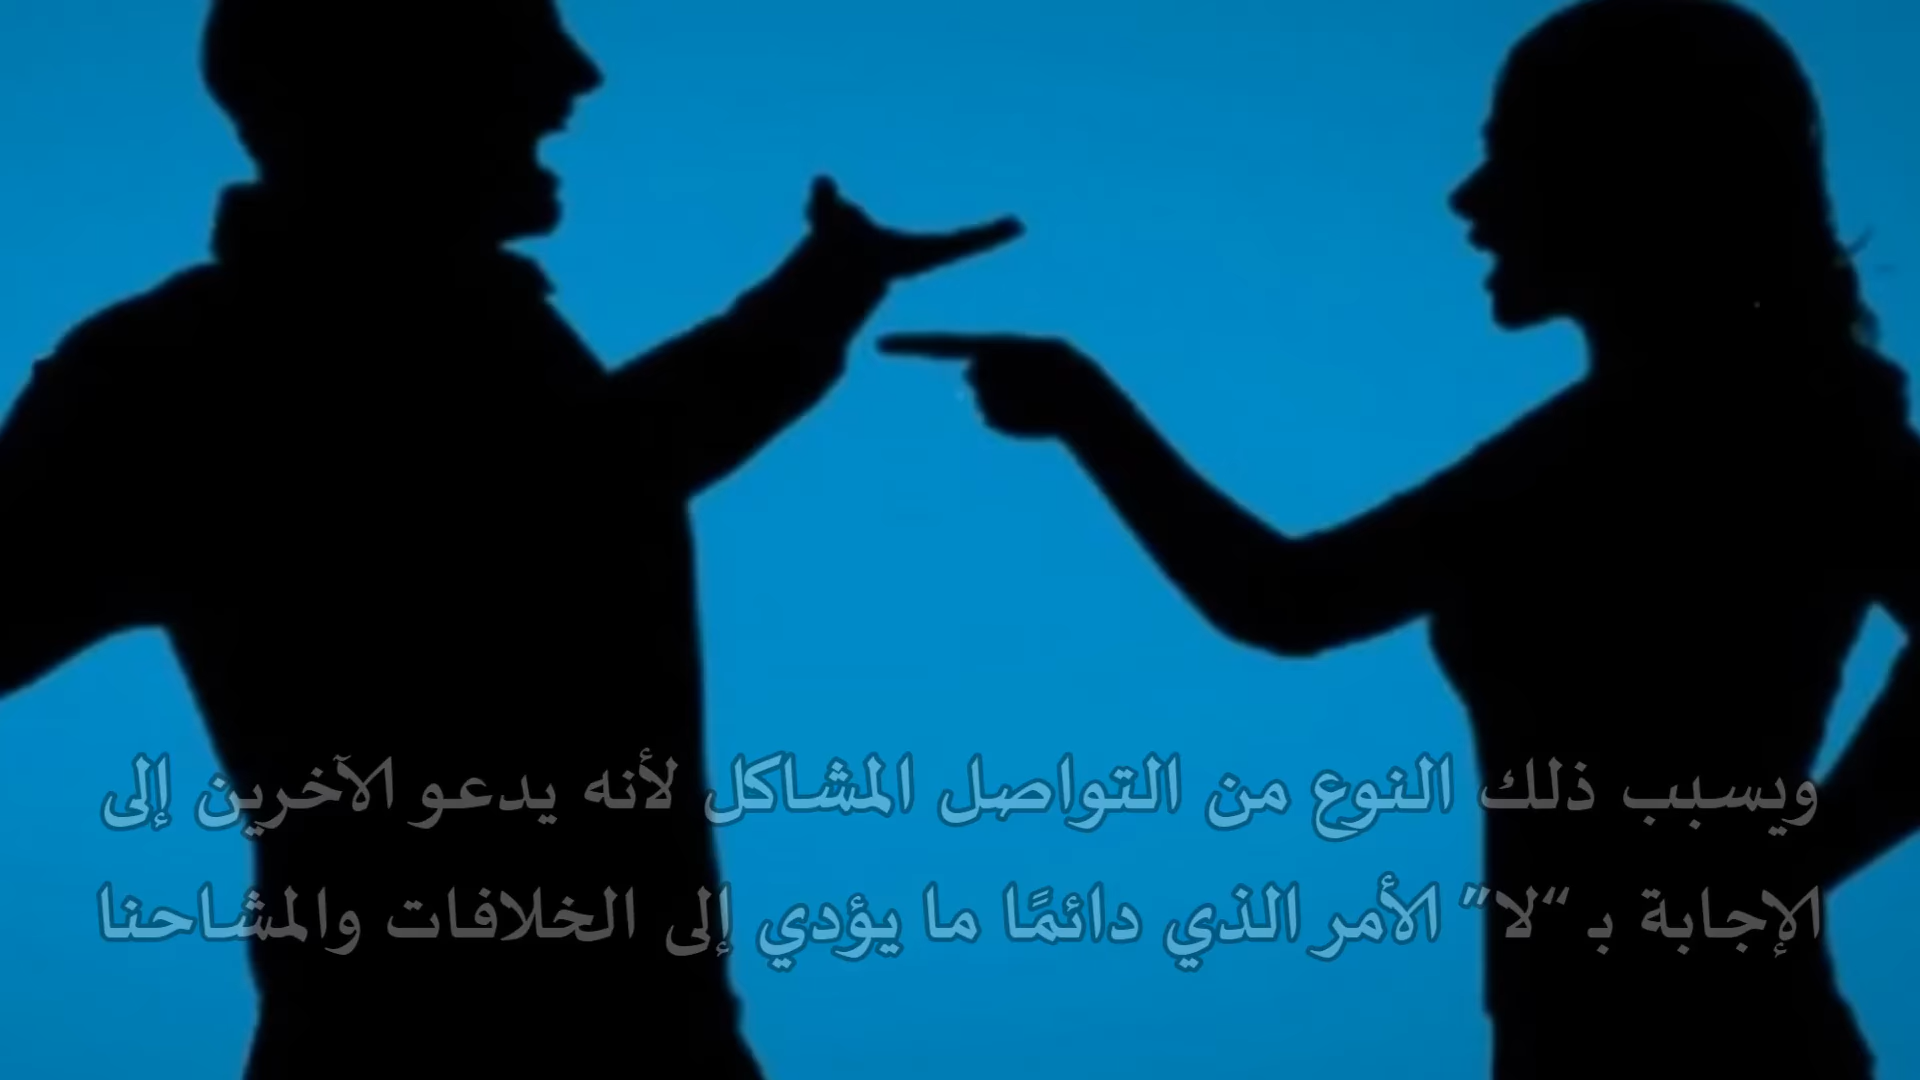 ويسبب ذلك النوع من التواصل المشاكل لأنه يدعو الآخرين إلى
الإجابة بـ “لا” الأمر الذي دائمًا ما يؤدي إلى الخلافات والمشاحنا